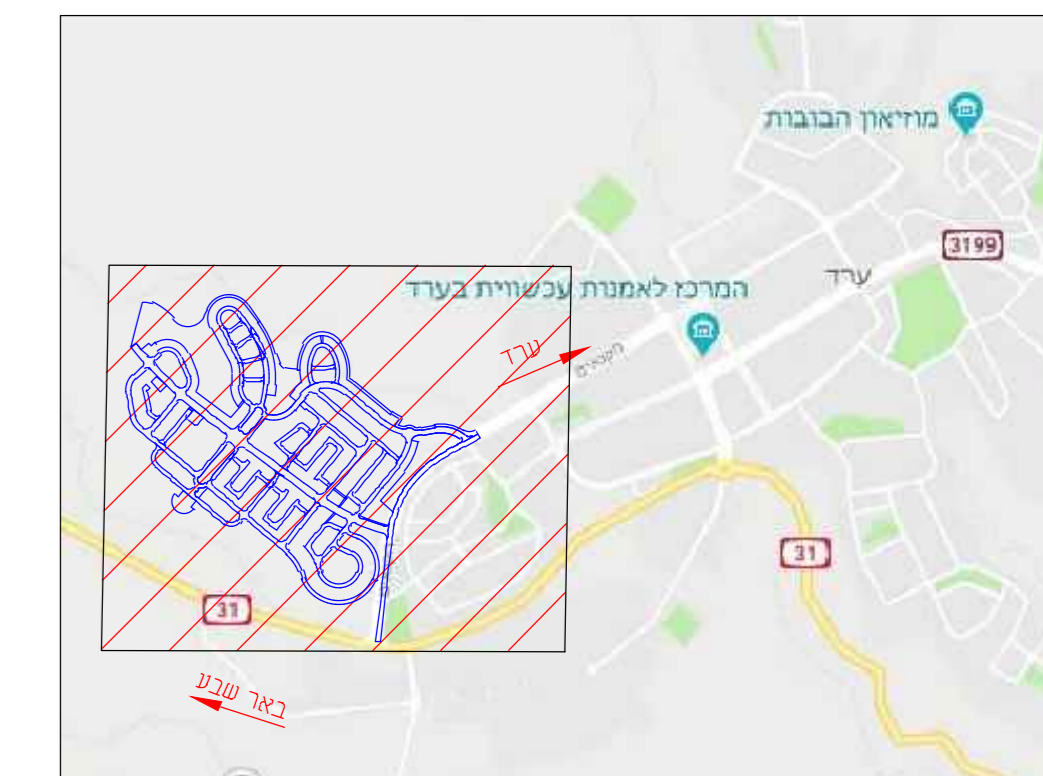 מוזיאון הבובות
3199
ערד
המרכז לאמנות עכשווית בערד
ערד
31
31
באר שבע